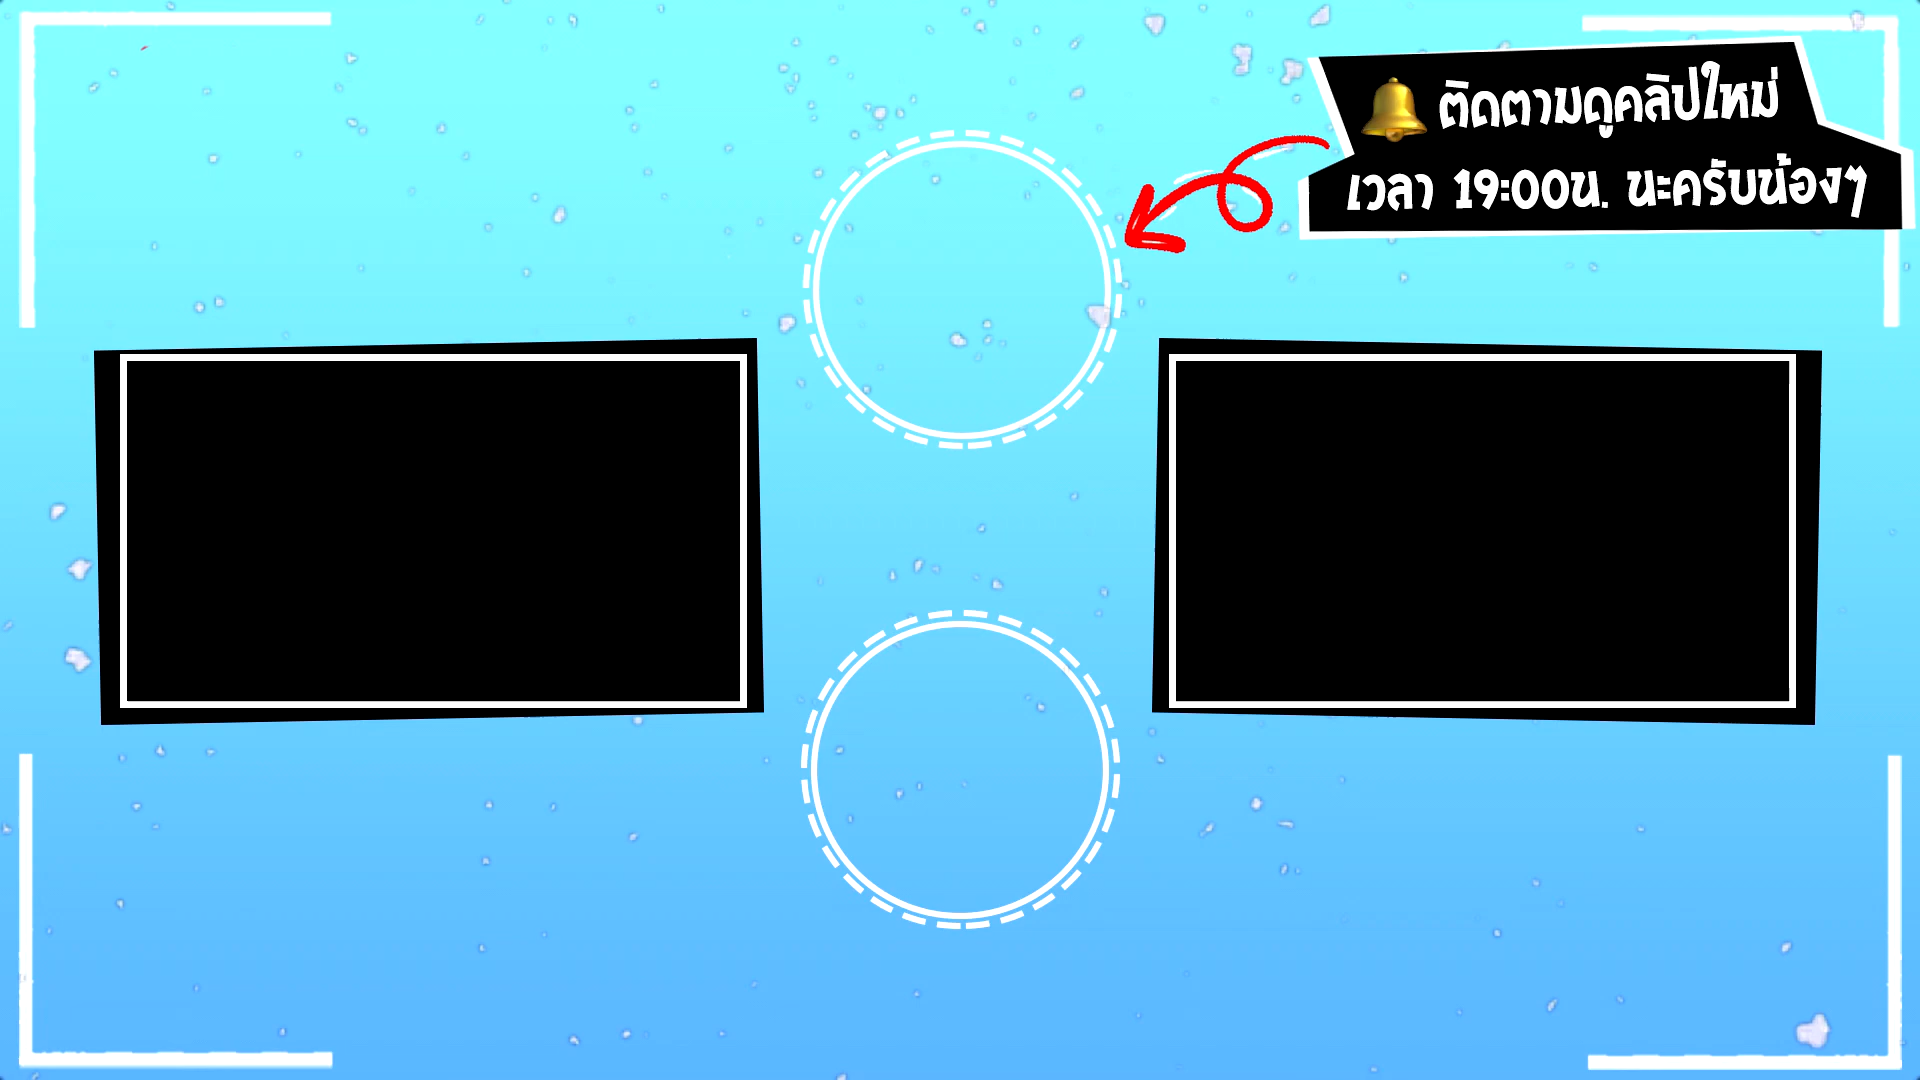 🔔 ติดตามดูคลิปใหม่
เวลา 19:00น. นะครับน้องๆ